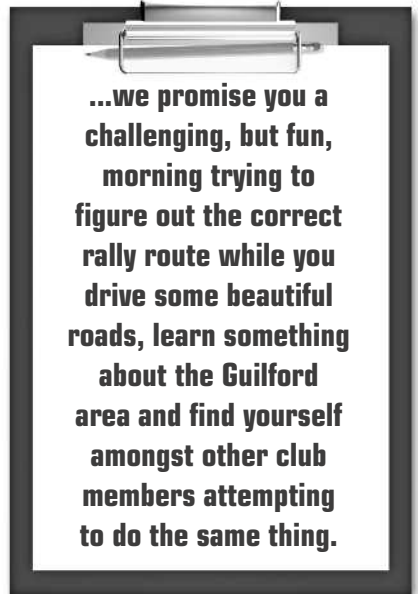 ...we promise you a
challenging, but fun,
morning trying to
figure out the correct
rally route while you
drive some beautiful
roads, learn something
about the Guilford
area and find yourself
amongst other club
members attempting
to do the same thing.